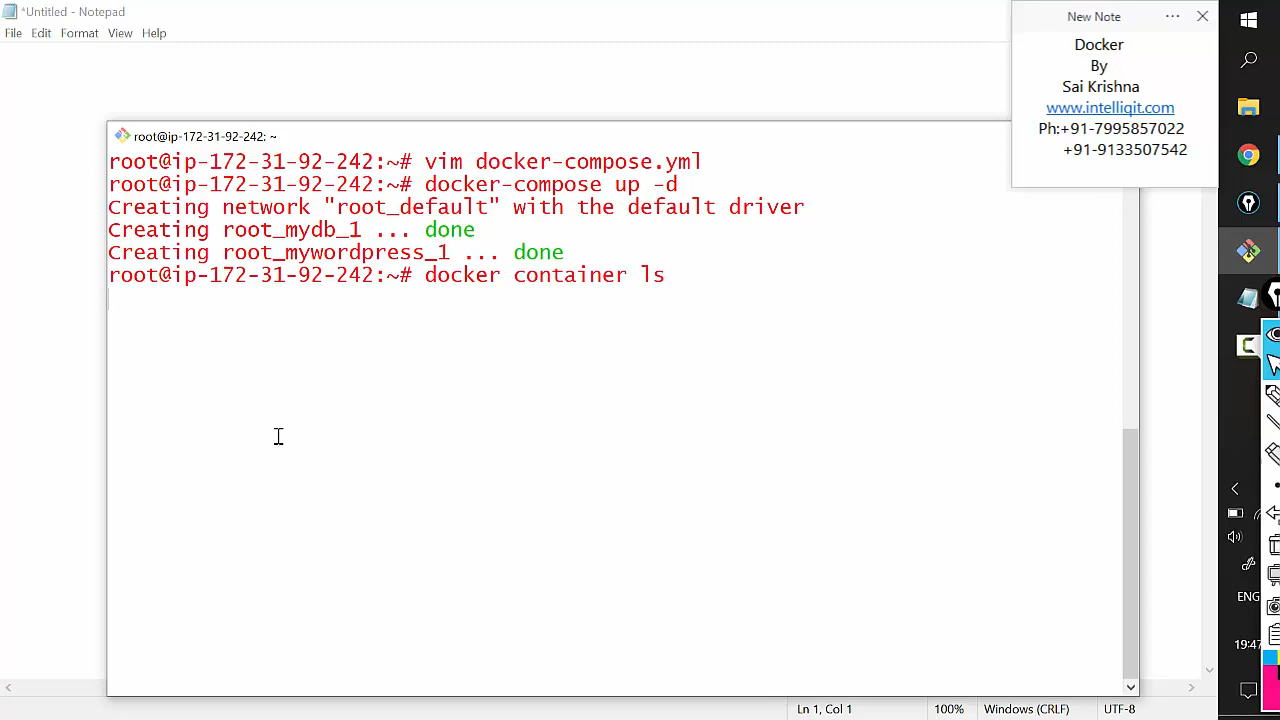 *Untitled - Notepad
File Edit Format View Help
New Note
Docker
By
Sai Krishna
www.intelliqit.com
Ph:+91-7995857022
+91-9133507542
root@ip-172-31-92-242: ~
root@ip-172-31-92-242:~# vim docker-compose.yml
root@ip-172-31-92-242:~# docker-compose up -d
Creating network "root_default" with the default driver
Creating root_mydb_1 ... done
Creating root_mywordpress_1 ... done
root@ip-172-31-92-242:~# docker container ls
ENG
19:47
Ln 1, Col 1 100% Windows (CRLF) UTF-8